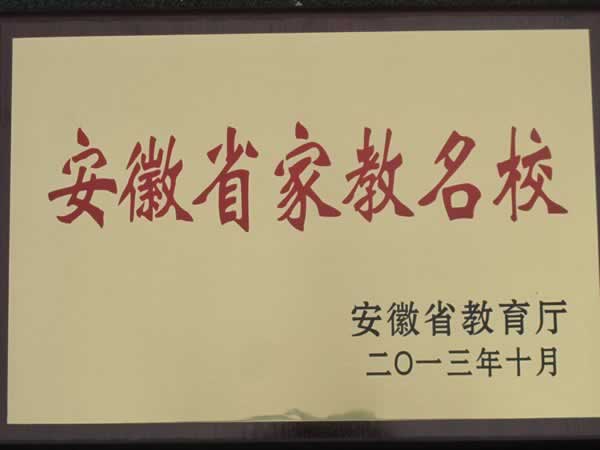 安徽省家教名校
安徽省教育厅
二〇一三年十月